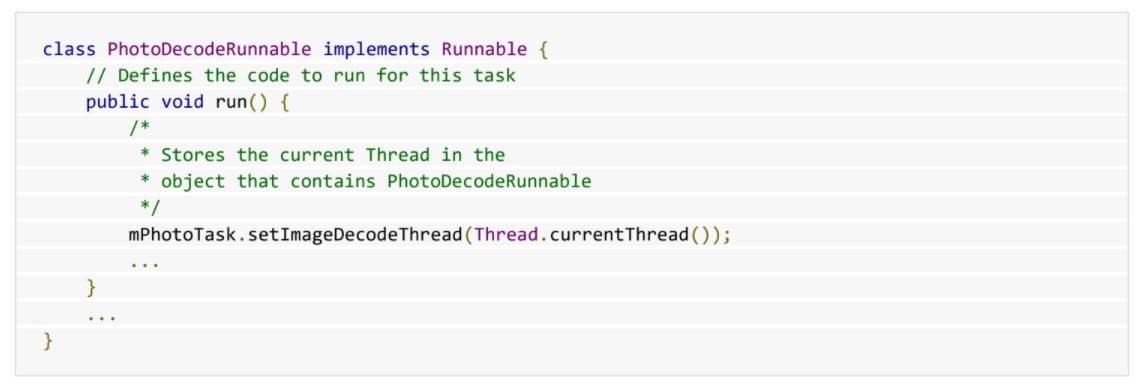 class PhotoDecodeRunnable implements Runnable {
    // Defines the code to run for this task
    public void run() {
        /*
         * Stores the current Thread in the
         * object that contains PhotoDecodeRunnable
         */
        mPhotoTask.setImageDecodeThread(Thread.currentThread());
        ...
    }
    ...
}